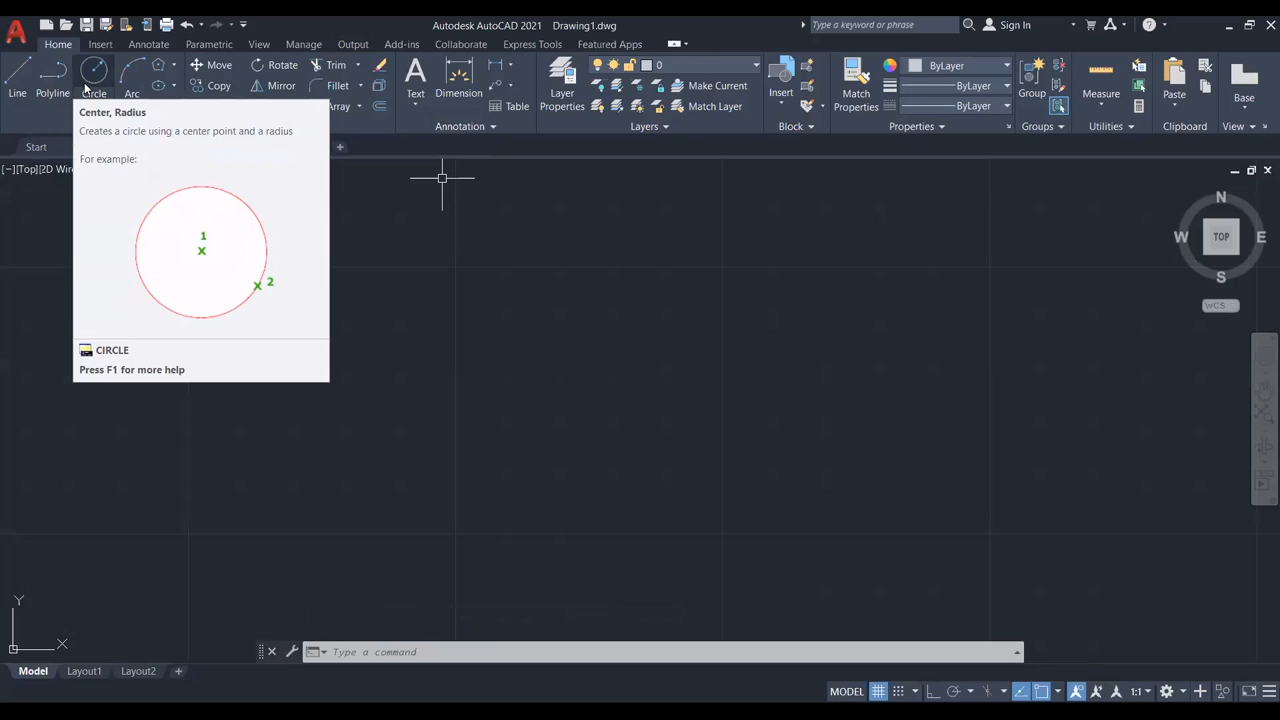 Autodesk AutoCAD 2021 Drawing1.dwg
Type a keyword or phrase
Sign In
Home Insert Annotate Parametric View Manage Output Add-ins Collaborate Express Tools Featured Apps
Line
Polyline
Circle
Arc
Move
Rotate
Trim
Copy
Mirror
Fillet
Array
Text
Dimension
Table
Annotation
Layer
Properties
0
Make Current
Match Layer
Layers
Insert
Block
Match
Properties
ByLayer
ByLayer
ByLayer
Properties
Group
Groups
Measure
Utilities
Paste
Clipboard
Base
View
Start
[−][Top][2D Wir
Center, Radius
Creates a circle using a center point and a radius
For example:
1
2
CIRCLE
Press F1 for more help
N
W TOP E
S
WCS
Y
X
Type a command
Model Layout1 Layout2
MODEL
1:1